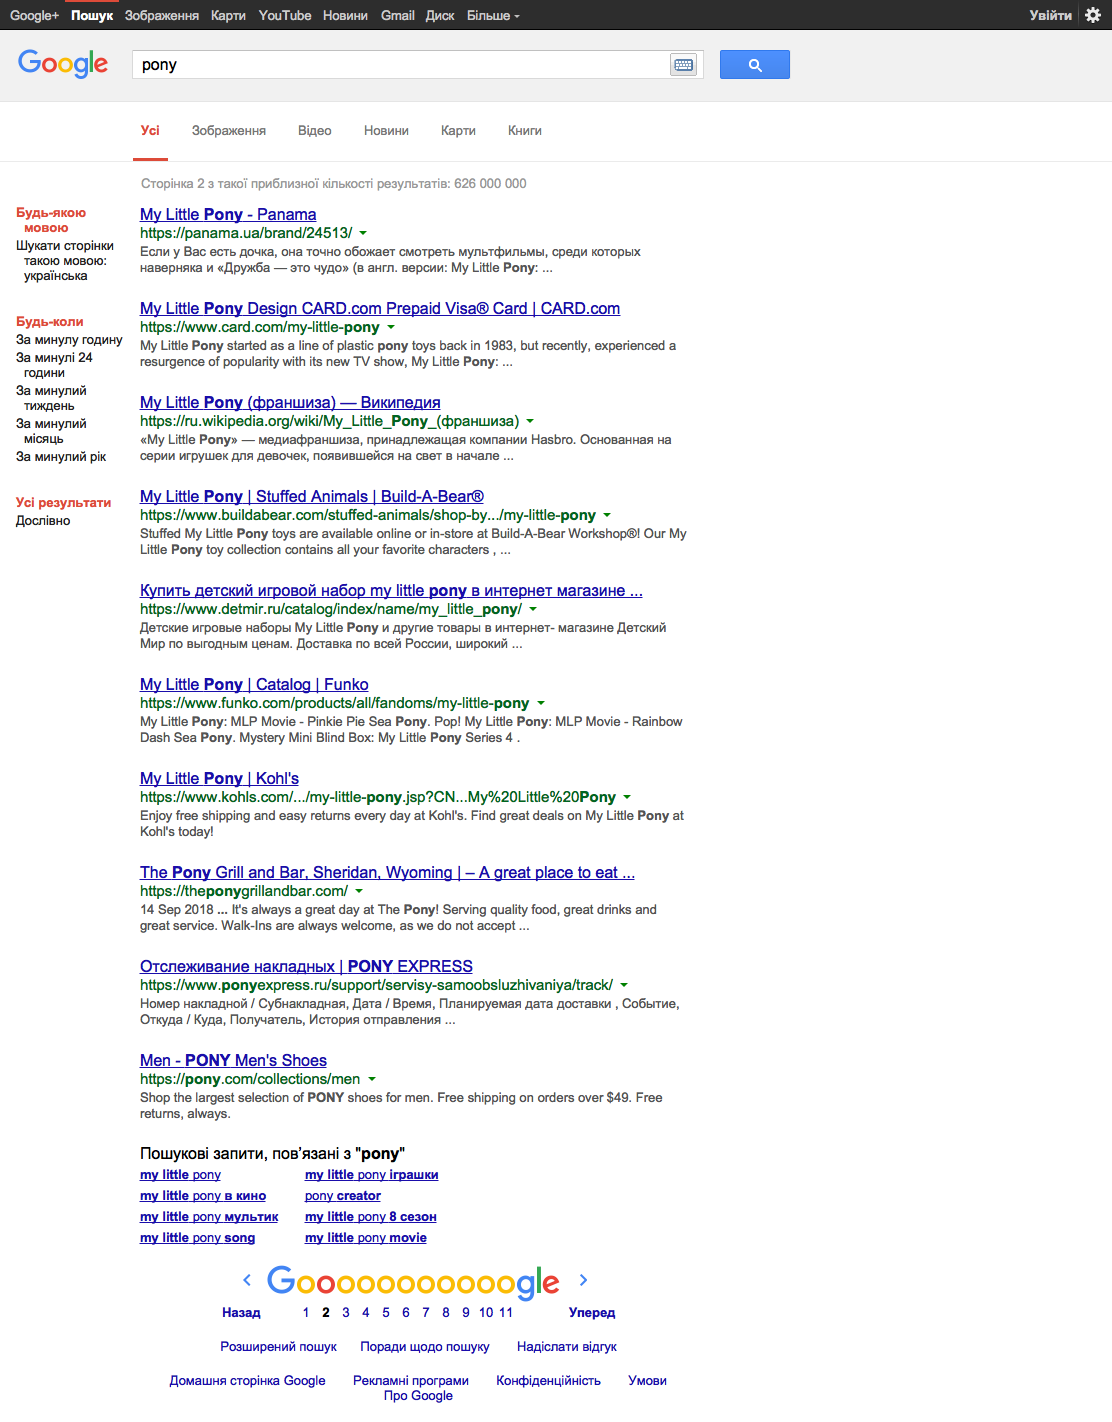 Google+ Пошук Зображення Карти YouTube Новини Gmail Диск Більше Увійти
Google pony
Усі Зображення Відео Новини Карти Книги
Сторінка 2 з такої приблизної кількості результатів: 626 000 000
Будь-якою
мовою
Шукати сторінки
такою мовою:
українська
Будь-коли
За минулу годину
За минулі 24
години
За минулий
тиждень
За минулий
місяць
За минулий рік
Усі результати
Дослівно
My Little Pony - Panama
https://panama.ua/brand/24513/
Если у Вас есть дочка, она точно обожает смотреть мультфильмы, среди которых
наверняка и «Дружба — это чудо» (в англ. версии: My Little Pony: ...
My Little Pony Design CARD.com Prepaid Visa® Card | CARD.com
https://www.card.com/my-little-pony
My Little Pony started as a line of plastic pony toys back in 1983, but recently, experienced a
resurgence of popularity with its new TV show, My Little Pony: ...
My Little Pony (франшиза) — Википедия
https://ru.wikipedia.org/wiki/My_Little_Pony_(франшиза)
«My Little Pony» — медиафраншиза, принадлежащая компании Hasbro. Основанная на
серии игрушек для девочек, появившейся на свет в начале ...
My Little Pony | Stuffed Animals | Build-A-Bear®
https://www.buildabear.com/stuffed-animals/shop-by.../my-little-pony
Stuffed My Little Pony toys are available online or in-store at Build-A-Bear Workshop®! Our My
Little Pony toy collection contains all your favorite characters , ...
Купить детский игровой набор my little pony в интернет магазине ...
https://www.detmir.ru/catalog/index/name/my_little_pony/
Детские игровые наборы My Little Pony и другие товары в интернет- магазине Детский
Мир по выгодным ценам. Доставка по всей России, широкий ...
My Little Pony | Catalog | Funko
https://www.funko.com/products/all/fandoms/my-little-pony
My Little Pony: MLP Movie - Pinkie Pie Sea Pony. Pop! My Little Pony: MLP Movie - Rainbow
Dash Sea Pony. Mystery Mini Blind Box: My Little Pony Series 4 .
My Little Pony | Kohl's
https://www.kohls.com/.../my-little-pony.jsp?CN...My%20Little%20Pony
Enjoy free shipping and easy returns every day at Kohl's. Find great deals on My Little Pony at
Kohl's today!
The Pony Grill and Bar, Sheridan, Wyoming | – A great place to eat ...
https://theponygrillandbar.com/
14 Sep 2018 ... It's always a great day at The Pony! Serving quality food, great drinks and
great service. Walk-Ins are always welcome, as we do not accept ...
Отслеживание накладных | PONY EXPRESS
https://www.ponyexpress.ru/support/servisy-samoobsluzhivaniya/track/
Номер накладной / Субнакладная, Дата / Время, Планируемая дата доставки , Событие,
Откуда / Куда, Получатель, История отправления ...
Men - PONY Men's Shoes
https://pony.com/collections/men
Shop the largest selection of PONY shoes for men. Free shipping on orders over $49. Free
returns, always.
Пошукові запити, пов’язані з "pony"
my little pony my little pony іграшки
my little pony в кино pony creator
my little pony мультик my little pony 8 сезон
my little pony song my little pony movie
Goooooooooooogle
Назад 1 2 3 4 5 6 7 8 9 10 11 Уперед
Розширений пошук Поради щодо пошуку Надіслати відгук
Домашня сторінка Google Рекламні програми Конфіденційність Умови
Про Google